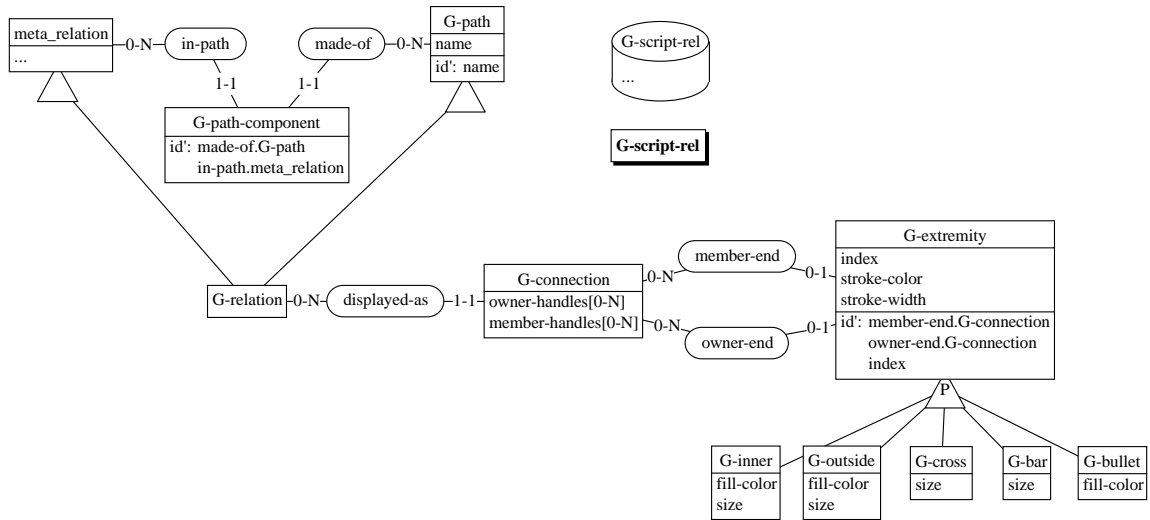 meta_relation
...
0-N
in-path
made-of
0-N
G-path
name
id': name
1-1
1-1
G-path-component
id': made-of.G-path
in-path.meta_relation
G-script-rel
...
G-script-rel
G-relation
0-N
displayed-as
1-1
G-connection
owner-handles[0-N]
member-handles[0-N]
0-N
member-end
0-1
0-N
owner-end
0-1
G-extremity
index
stroke-color
stroke-width
id': member-end.G-connection
owner-end.G-connection
index
P
G-inner
fill-color
size
G-outside
fill-color
size
G-cross
size
G-bar
size
G-bullet
fill-color